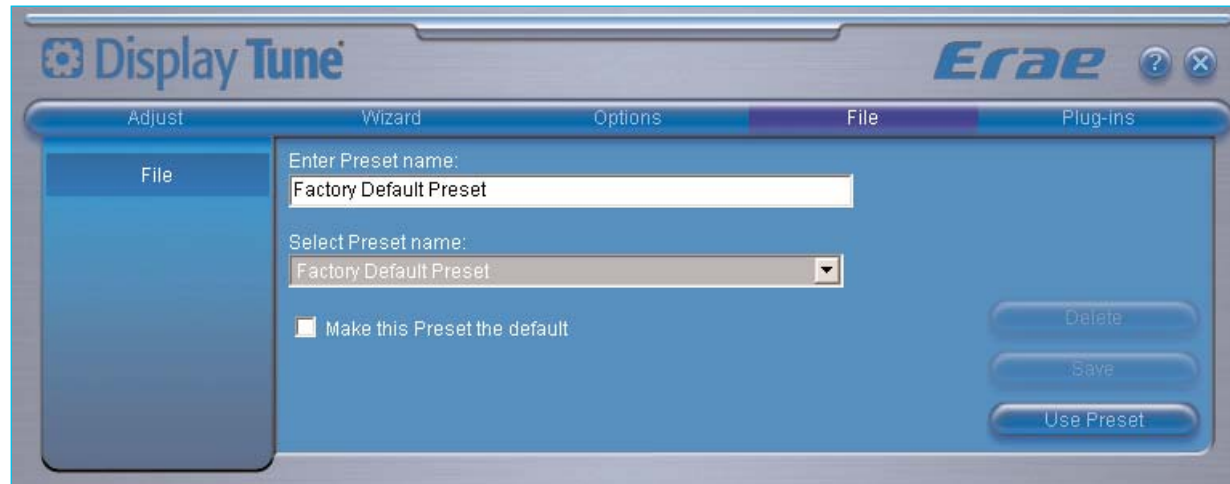 Display Tune
Erae ?
Adjust Wizard Options File Plug-ins
File
Enter Preset name:
Factory Default Preset
Select Preset name:
Factory Default Preset
Make this Preset the default
Delete
Save
Use Preset